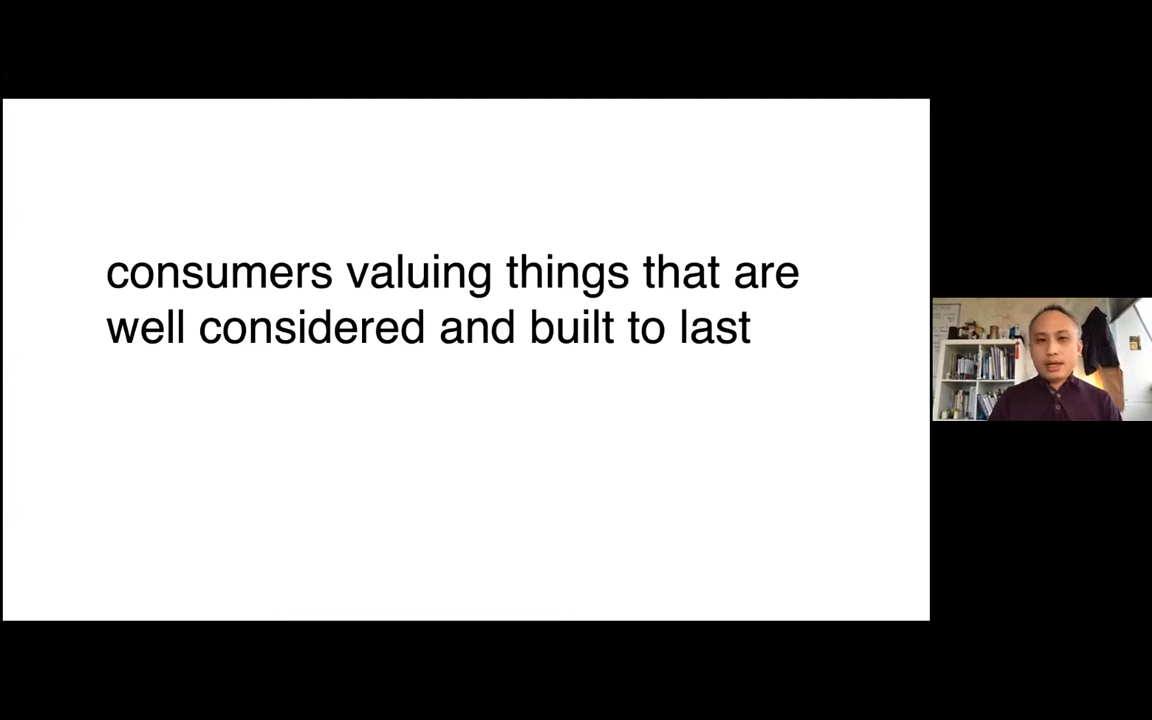 consumers valuing things that are
well considered and built to last